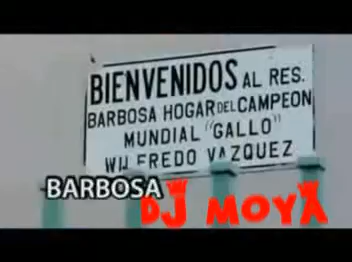 BIENVENIDOS AL RES.
BARBOSA HOGAR DEL CAMPEON
MUNDIAL "GALLO"
WILFREDO VAZQUEZ
BARBOSA
DJ MOYA